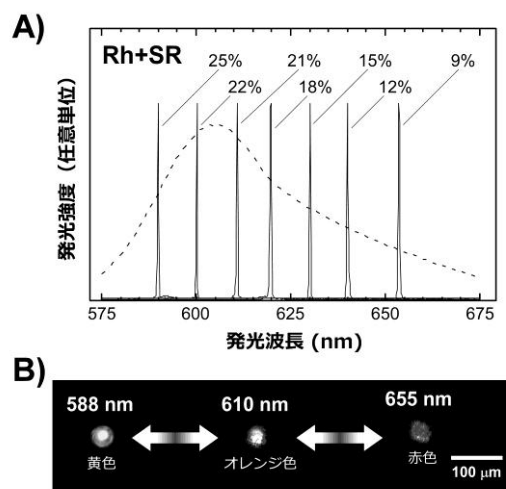 A)
Rh+SR
25% 21% 15% 9%
22% 18% 12%
発光強度 (任意単位)
575 600 625 650 675
発光波長 (nm)
B)
588 nm 610 nm 655 nm
黄色 オレンジ色 赤色
100 μm